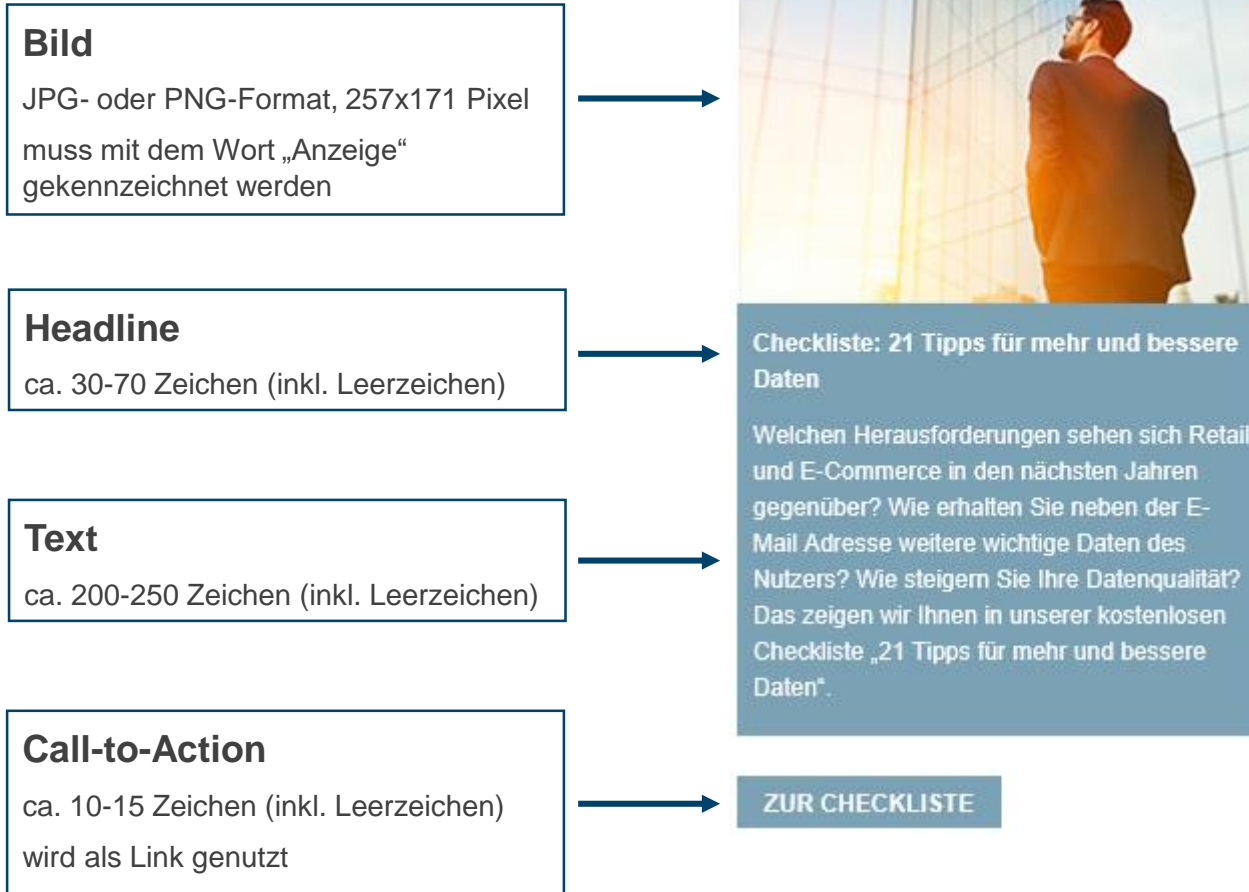 Bild
JPG- oder PNG-Format, 257x171 Pixel
muss mit dem Wort „Anzeige“
gekennzeichnet werden
Headline
ca. 30-70 Zeichen (inkl. Leerzeichen)
Text
ca. 200-250 Zeichen (inkl. Leerzeichen)
Call-to-Action
ca. 10-15 Zeichen (inkl. Leerzeichen)
wird als Link genutzt
Checkliste: 21 Tipps für mehr und bessere
Daten
Welchen Herausforderungen sehen sich Retail
und E-Commerce in den nächsten Jahren
gegenüber? Wie erhalten Sie neben der E-
Mail Adresse weitere wichtige Daten des
Nutzers? Wie steigern Sie Ihre Datenqualität?
Das zeigen wir Ihnen in unserer kostenlosen
Checkliste „21 Tipps für mehr und bessere
Daten“.
ZUR CHECKLISTE